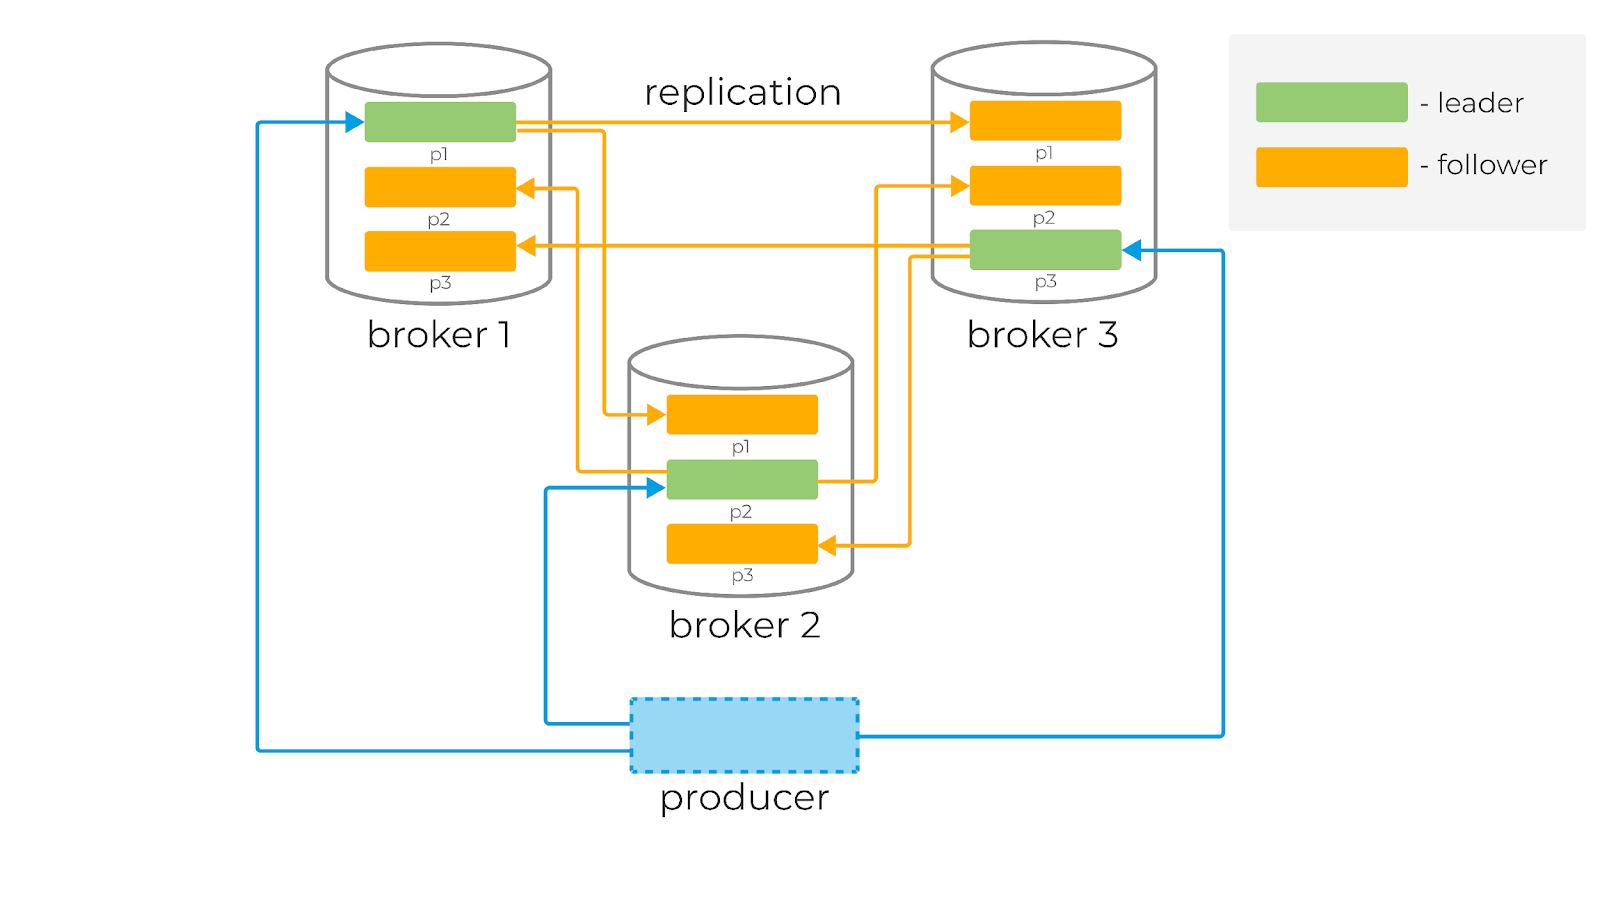 replication
p1
p2
p3
broker 1
p1
p2
p3
broker 3
- leader
- follower
p1
p2
p3
broker 2
producer